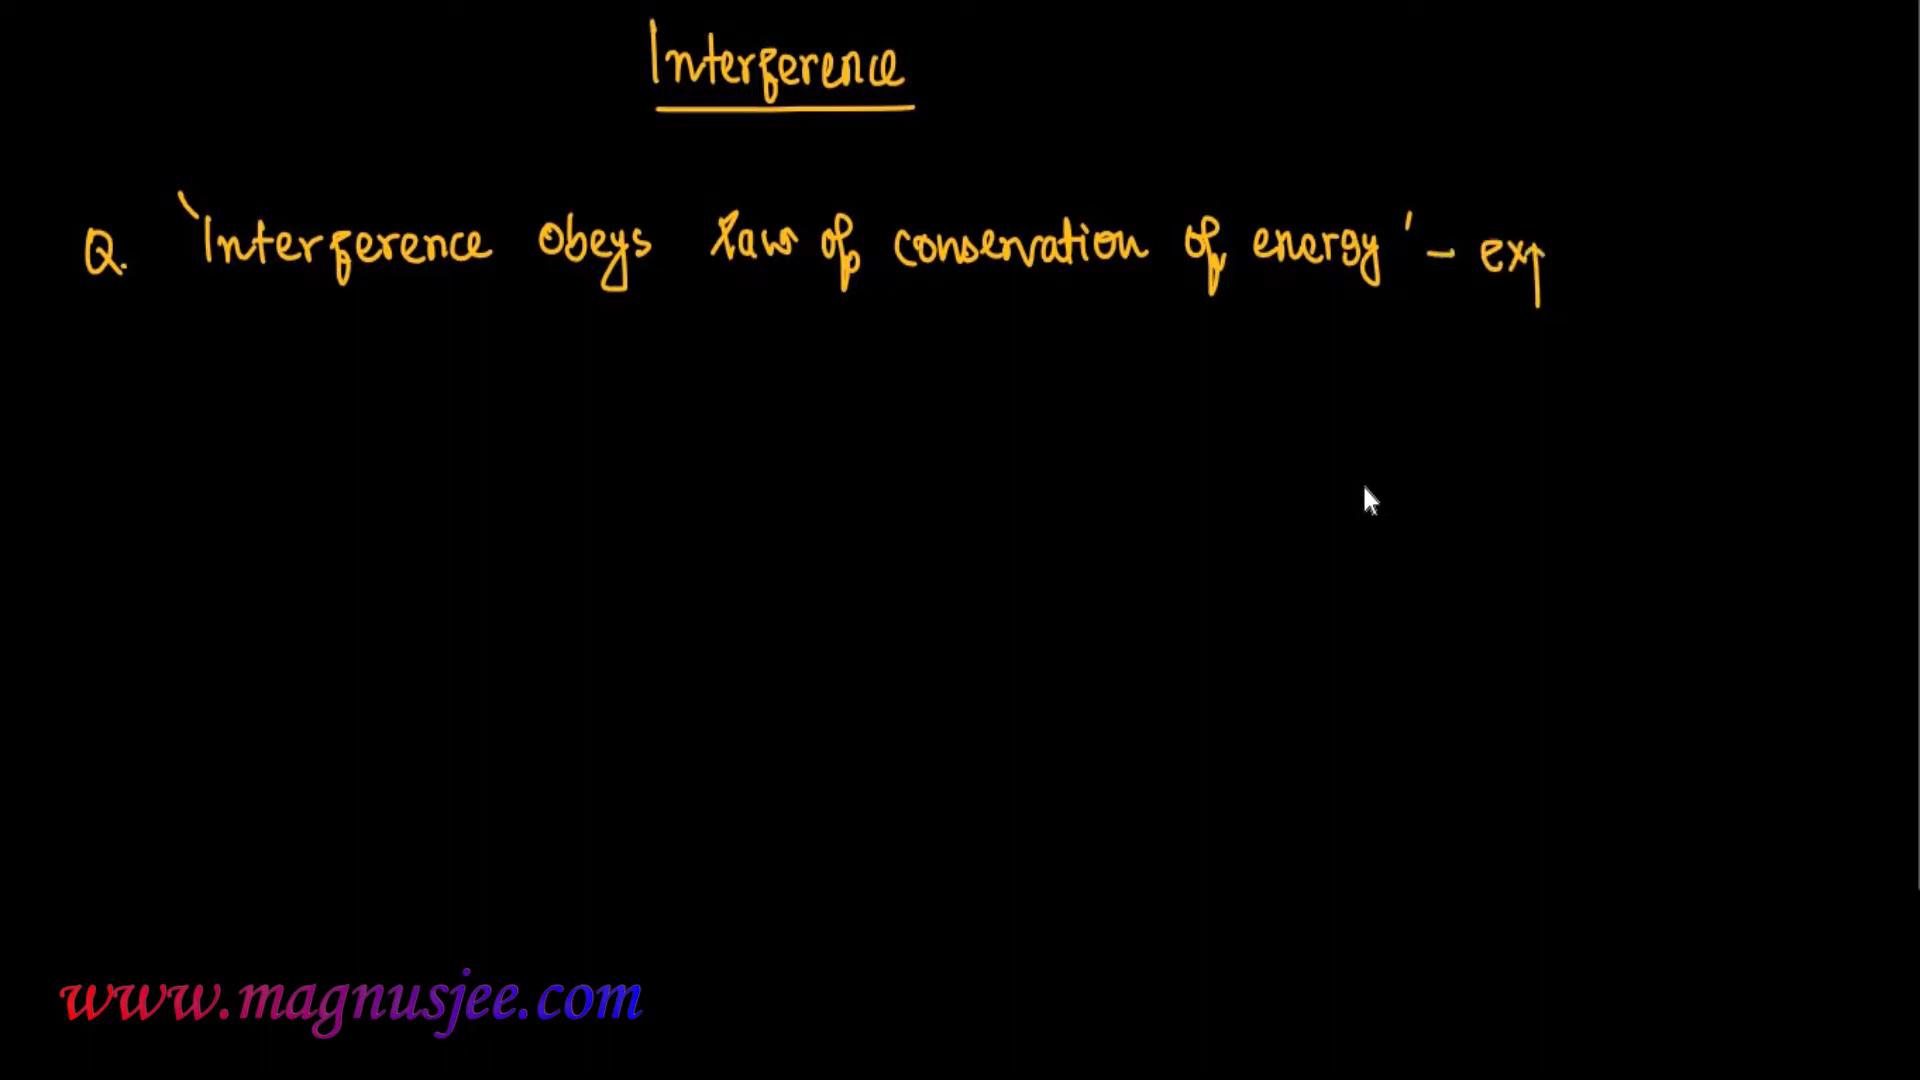 Interference
Q. 'Interference obeys law of conservation of energy' - exp
www.magnusjee.com